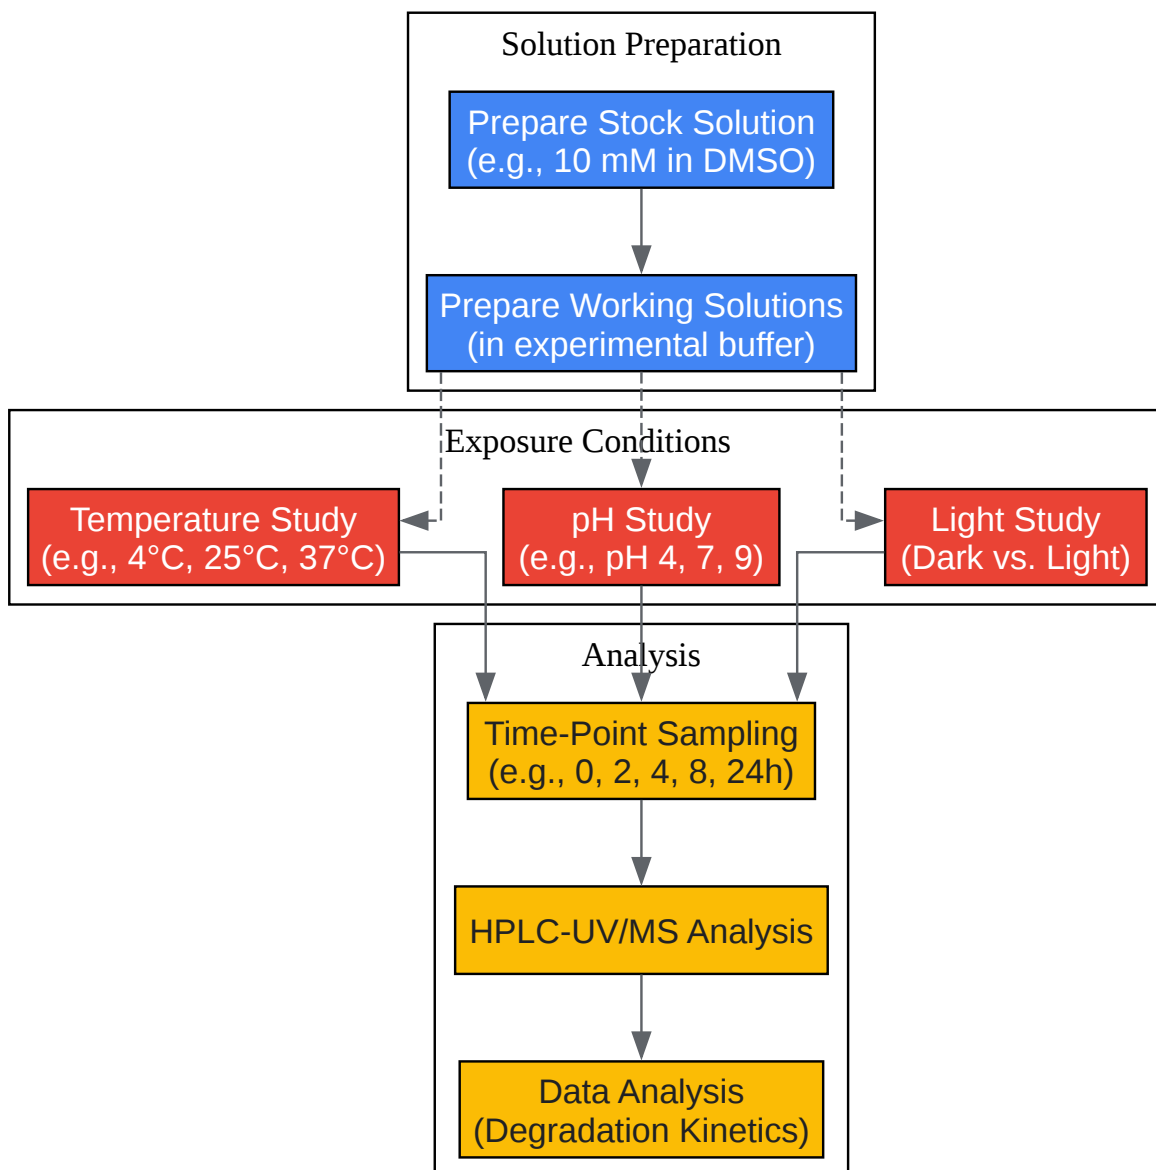 Solution Preparation
Prepare Stock Solution
(e.g., 10 mM in DMSO)
Prepare Working Solutions
(in experimental buffer)
Exposure Conditions
Temperature Study
(e.g., 4°C, 25°C, 37°C)
pH Study
(e.g., pH 4, 7, 9)
Light Study
(Dark vs. Light)
Analysis
Time-Point Sampling
(e.g., 0, 2, 4, 8, 24h)
HPLC-UV/MS Analysis
Data Analysis
(Degradation Kinetics)